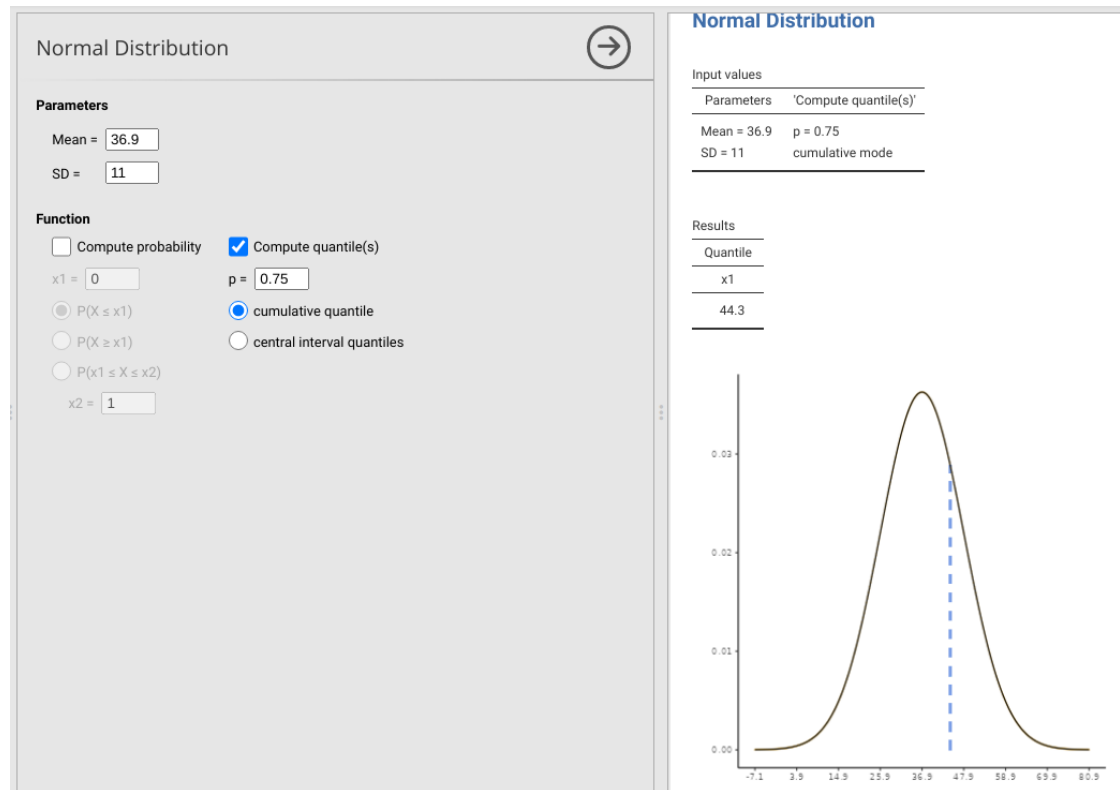 Normal Distribution
Parameters
Mean = 36.9
SD = 11
Function
Compute probability
Compute quantile(s)
x1 = 0
p = 0.75
P(X ≤ x1)
cumulative quantile
P(X ≥ x1)
central interval quantiles
P(x1 ≤ X ≤ x2)
x2 = 1
Normal Distribution
Input values
Parameters 'Compute quantile(s)'
Mean = 36.9 p = 0.75
SD = 11 cumulative mode
Results
Quantile
x1
44.3
0.03
0.02
0.01
0.00
-7.1 3.9 14.9 25.9 36.9 47.9 58.9 69.9 80.9